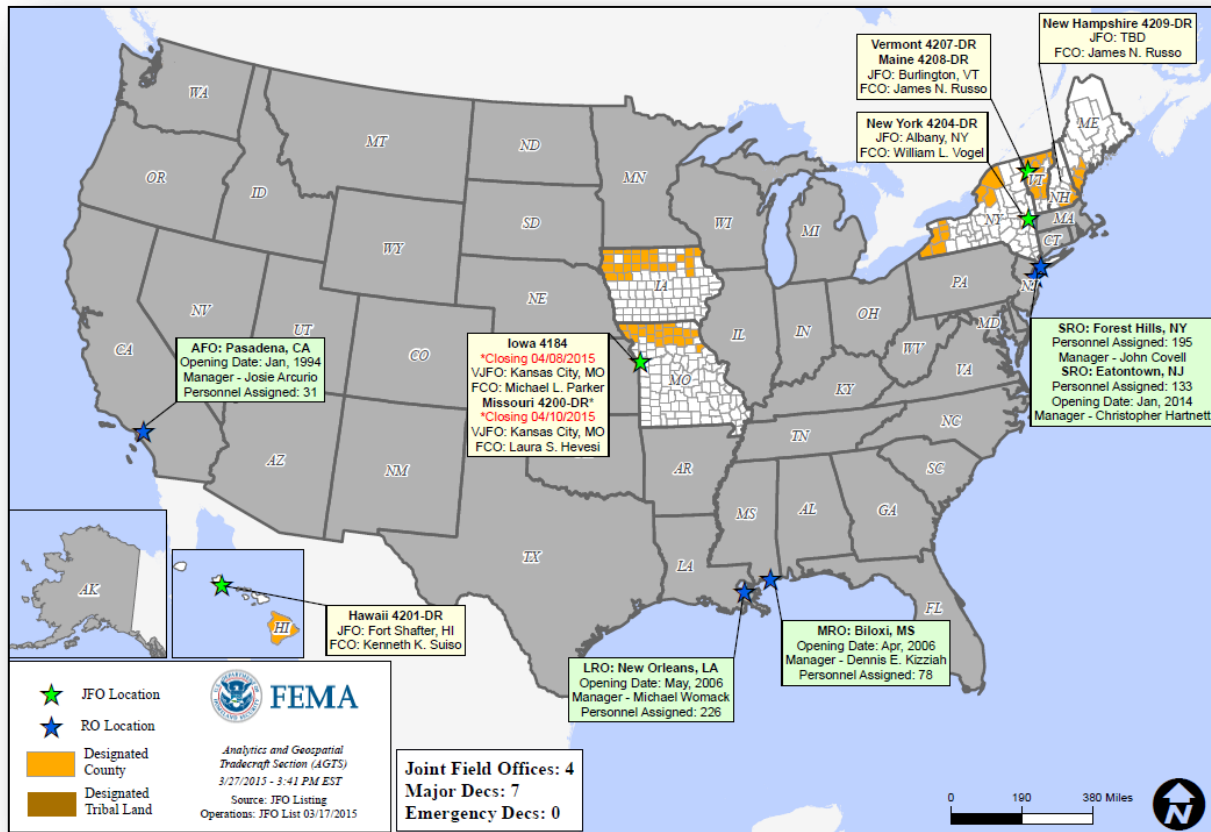 New Hampshire 4209-DR
JFO: TBD
FCO: James N. Russo
Vermont 4207-DR
Maine 4208-DR
JFO: Burlington, VT
FCO: James N. Russo
New York 4204-DR
JFO: Albany, NY
FCO: William L. Vogel
WA
MT
ND
MN
ME
OR
ID
SD
WI
MI
VT
NH
NY
MA
CT
WY
IA
PA
NE
NV
UT
IL
IN
OH
MD
CA
CO
WV
VA
MO
KY
AFO: Pasadena, CA
Opening Date: Jan, 1994
Manager - Josie Arcurio
Personnel Assigned: 31
Iowa 4184
*Closing 04/08/2015
VJFO: Kansas City, MO
FCO: Michael L. Parker
Missouri 4200-DR*
*Closing 04/10/2015
VJFO: Kansas City, MO
FCO: Laura S. Hevesi
SRO: Forest Hills, NY
Personnel Assigned: 195
Manager - John Covell
SRO: Eatontown, NJ
Personnel Assigned: 133
Opening Date: Jan, 2014
Manager - Christopher Hartnett
TN
NC
AZ
NM
AR
SC
MS
AL
GA
TX
LA
FL
AK
HI
Hawaii 4201-DR
JFO: Fort Shafter, HI
FCO: Kenneth K. Suiso
LRO: New Orleans, LA
Opening Date: May, 2006
Manager - Michael Womack
Personnel Assigned: 226
MRO: Biloxi, MS
Opening Date: Apr, 2006
Manager - Dennis E. Kizziah
Personnel Assigned: 78
JFO Location
RO Location
Designated
County
Designated
Tribal Land
FEMA
Analytics and Geospatial
Tradecraft Section (AGTS)
3/27/2015 - 3:41 PM EST
Source: JFO Listing
Operations: JFO List 03/17/2015
Joint Field Offices: 4
Major Decs: 7
Emergency Decs: 0
0 190 380 Miles
N